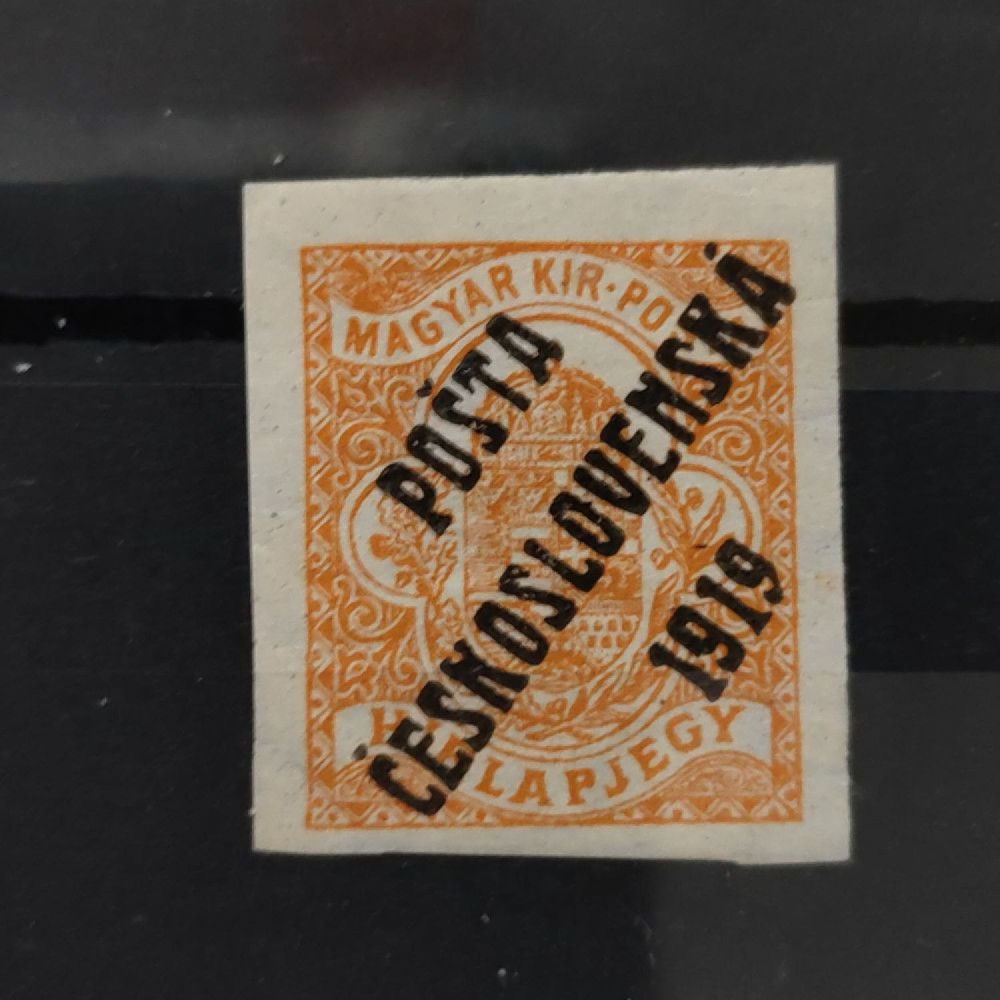 MAGYAR KIR·PO
POŠTA
ČESKOSLOVENSKÁ
1919
H LAPJEGY